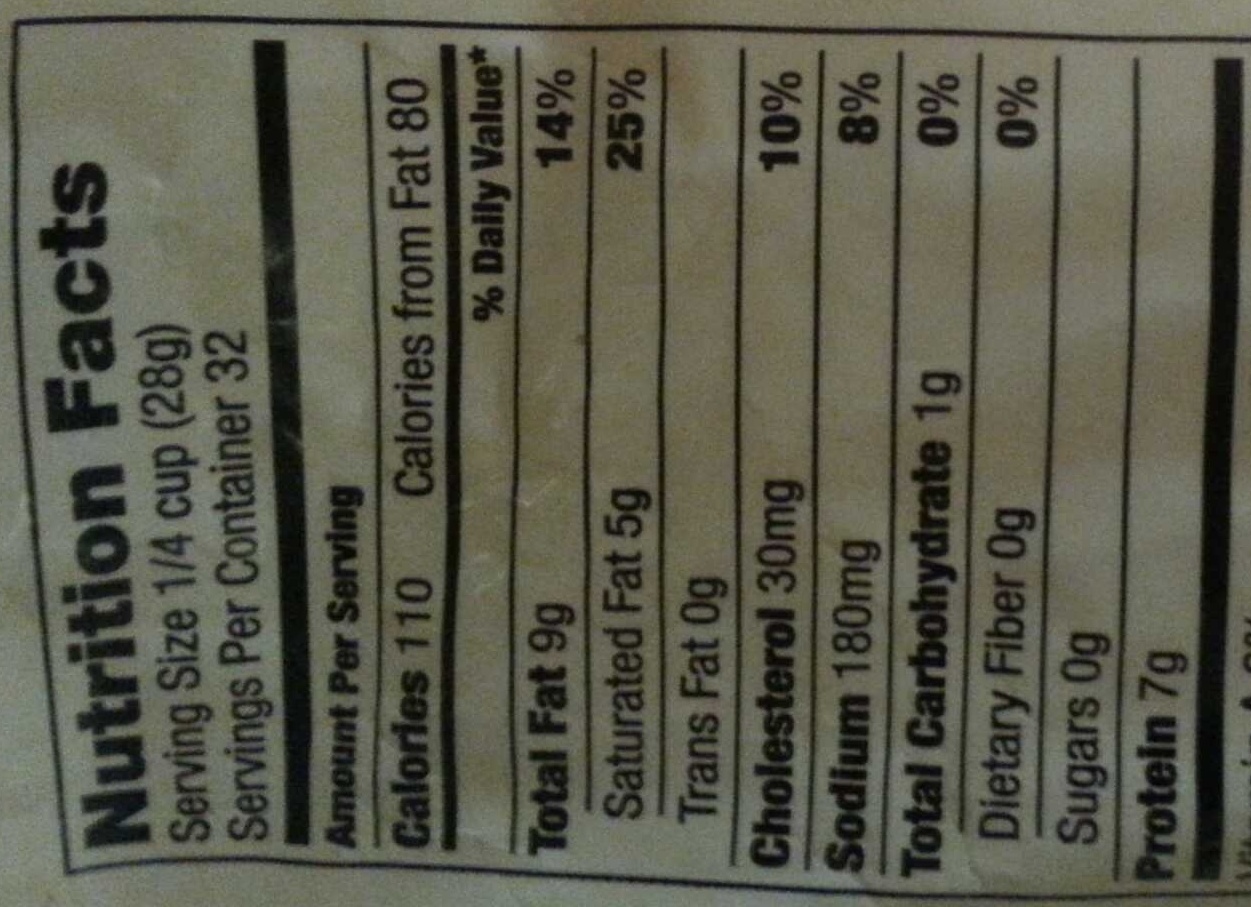 Nutrition Facts
Serving Size 1/4 cup (28g)
Servings Per Container 32
Amount Per Serving
Calories 110 Calories from Fat 80
% Daily Value*
Total Fat 9g 14%
Saturated Fat 5g 25%
Trans Fat 0g
Cholesterol 30mg 10%
Sodium 180mg 8%
Total Carbohydrate 1g 0%
Dietary Fiber 0g 0%
Sugars 0g
Protein 7g
Vitamin A